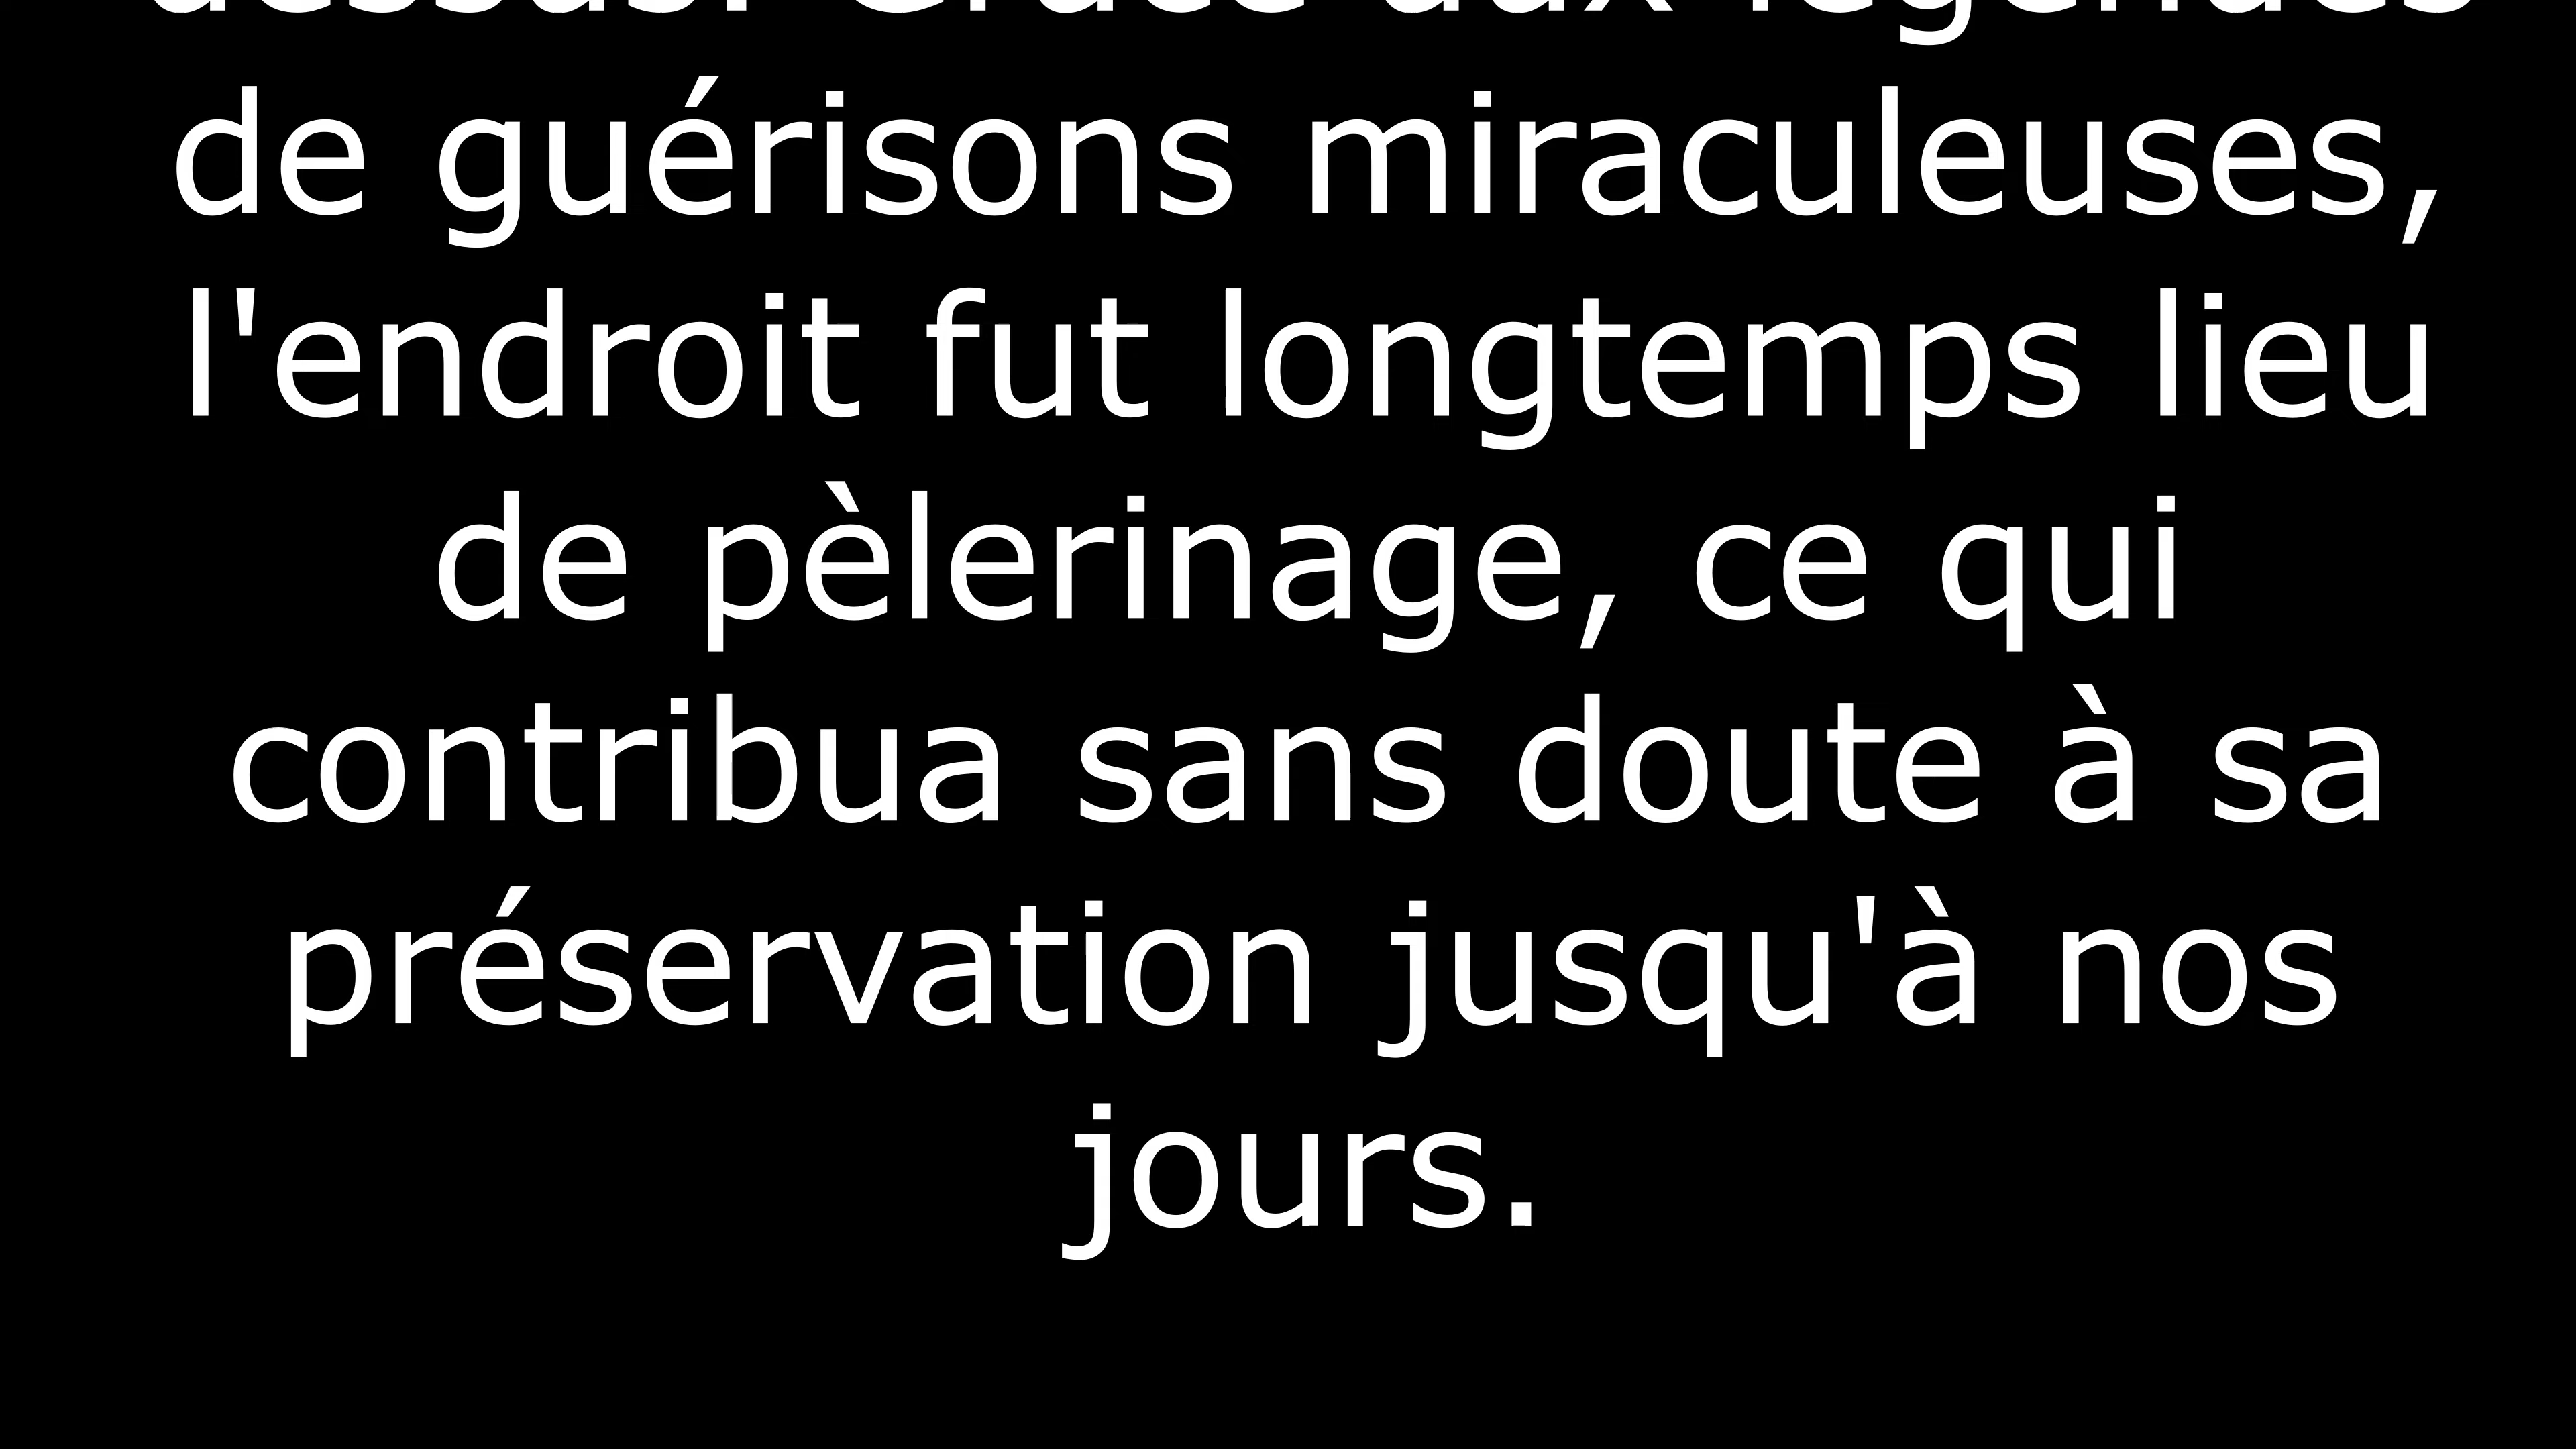 de guérisons miraculeuses,
l'endroit fut longtemps lieu
de pèlerinage, ce qui
contribua sans doute à sa
préservation jusqu'à nos
jours.